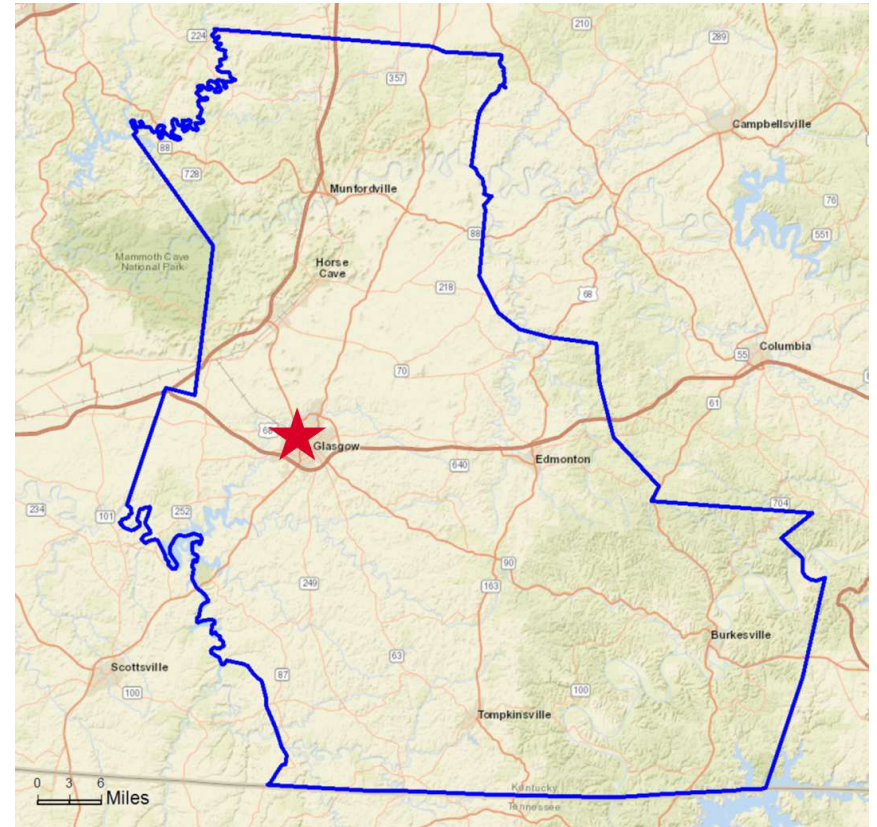 224
210
289
357
Campbellsville
88
728
Munfordville
76
551
88
Mammoth Cave
National Park
Horse
Cave
218
68
Columbia
55
70
61
Glasgow
640
Edmonton
234
101
252
704
90
249
163
Burkesville
63
Scottsville
87
100
100
Tompkinsville
0 3 6
Miles
Kentucky
Tennessee